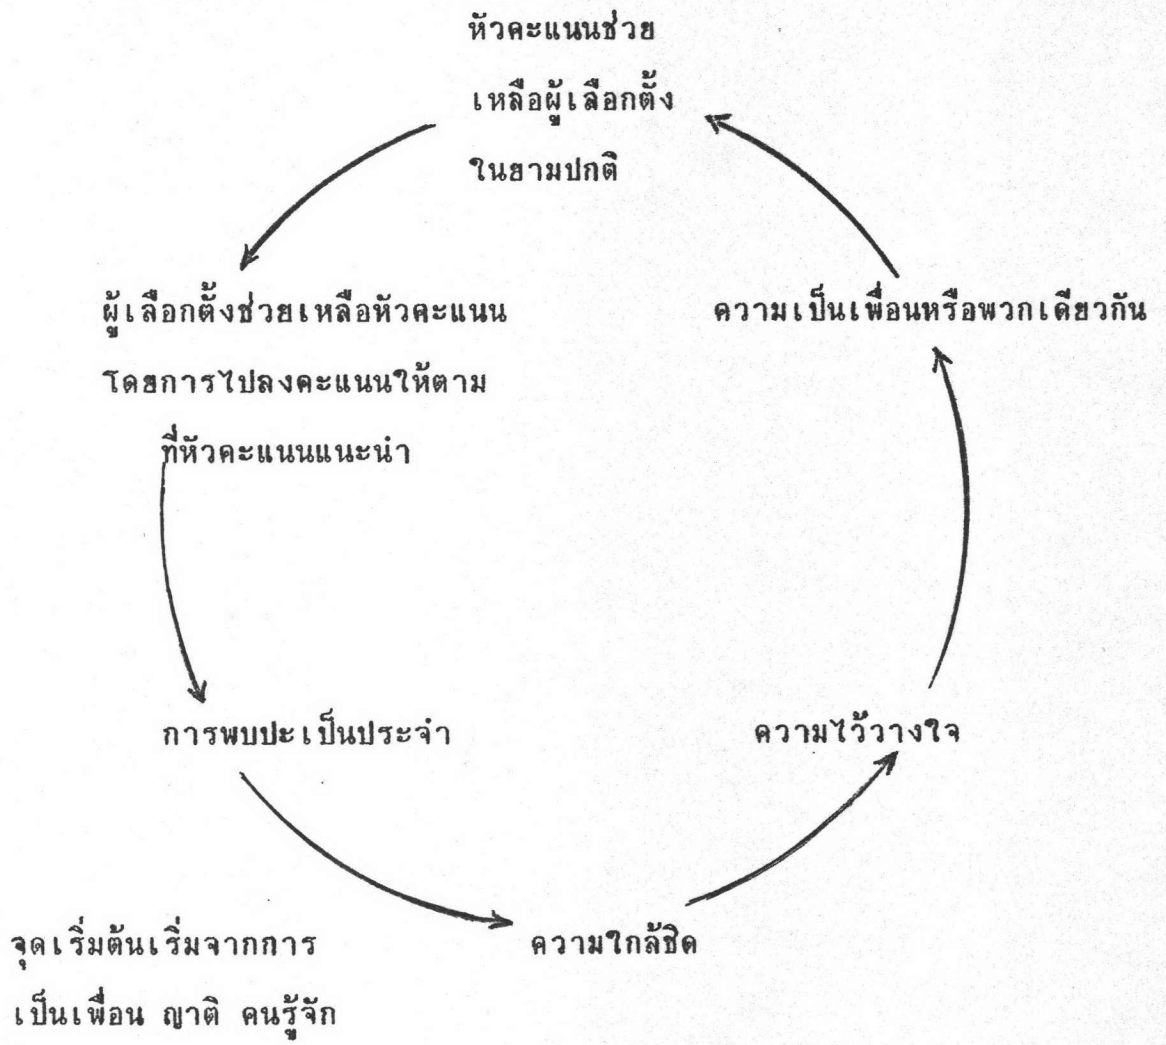 หัวคะแนนช่วย
เหลือผู้เลือกตั้ง
ในยามปกติ
ผู้เลือกตั้งช่วยเหลือหัวคะแนน
โดยการไปลงคะแนนให้ตาม
ที่หัวคะแนนแนะนำ
ความเป็นเพื่อนหรือพวกเดียวกัน
การพบปะเป็นประจำ
ความไว้วางใจ
ความใกล้ชิด
จุดเริ่มต้นเริ่มจากการ
เป็นเพื่อน ญาติ คนรู้จัก